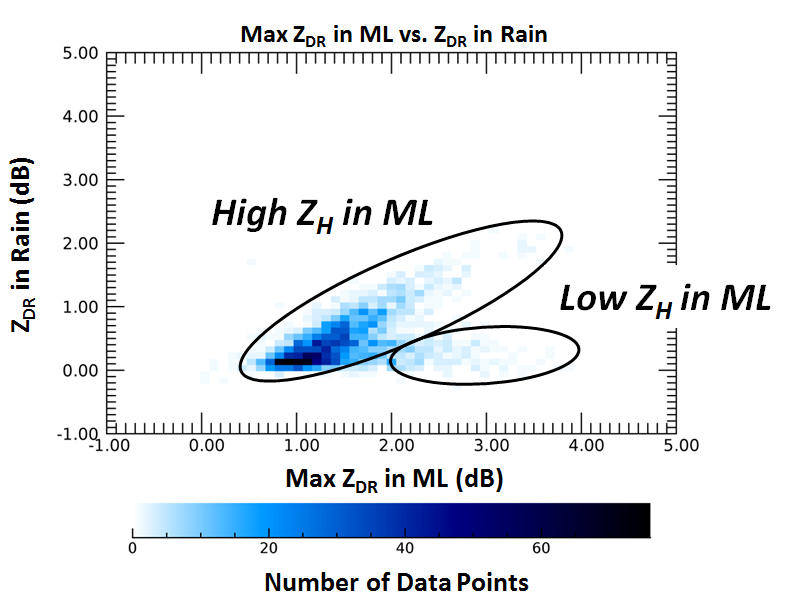 Max ZDR in ML vs. ZDR in Rain
5.00
4.00
3.00
2.00
1.00
0.00
-1.00
ZDR in Rain (dB)
High ZH in ML
Low ZH in ML
-1.00 0.00 1.00 2.00 3.00 4.00 5.00
Max ZDR in ML (dB)
0 20 40 60
Number of Data Points